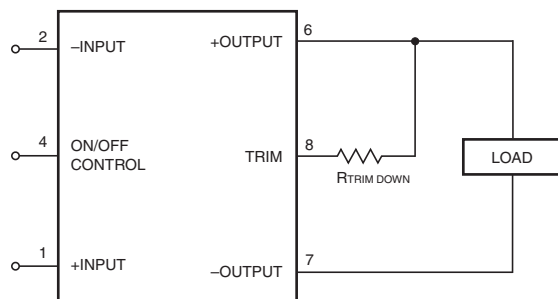 2
–INPUT
+OUTPUT
6
4
ON/OFF
CONTROL
TRIM
8
RTRIM DOWN
LOAD
1
+INPUT
–OUTPUT
7